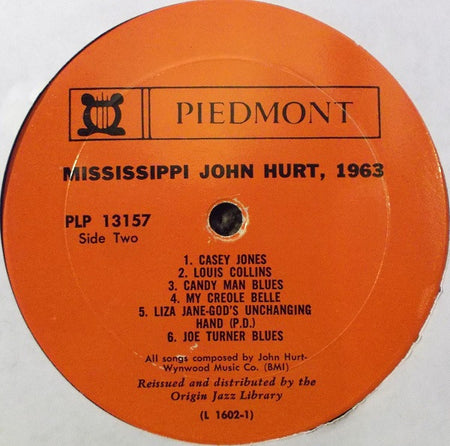 PIEDMONT
MISSISSIPPI JOHN HURT, 1963
PLP 13157
Side Two
1. CASEY JONES
2. LOUIS COLLINS
3. CANDY MAN BLUES
4. MY CREOLE BELLE
5. LIZA JANE-GOD'S UNCHANGING
HAND (P.D.)
6. JOE TURNER BLUES
All songs composed by John Hurt-
Wynwood Music Co. (BMI)
Reissued and distributed by the
Origin Jazz Library
(L 1602-1)